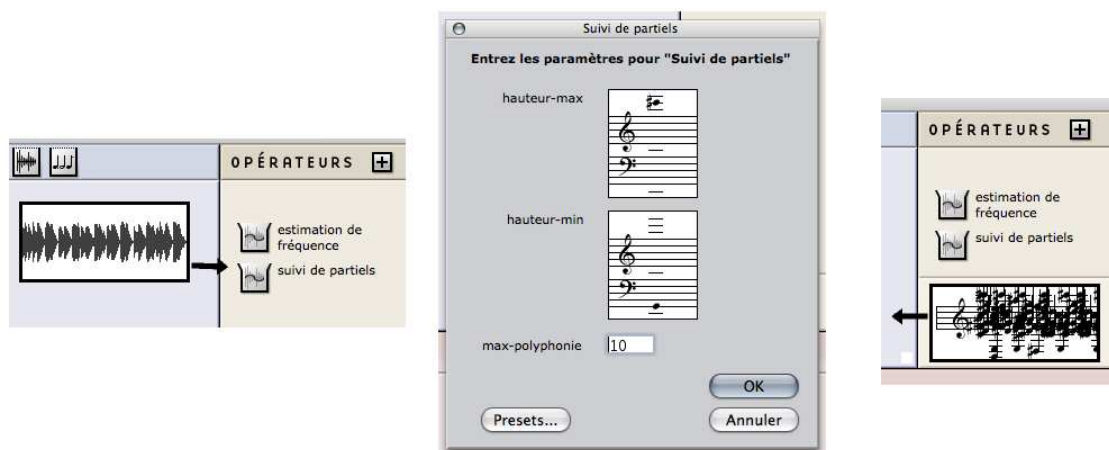 OPÉRATEURS
estimation de
fréquence
suivi de partiels
Suivi de partiels
Entrez les paramètres pour "Suivi de partiels"
hauteur-max
hauteur-min
max-polyphonie
10
OK
Presets...
Annuler
OPÉRATEURS
estimation de
fréquence
suivi de partiels